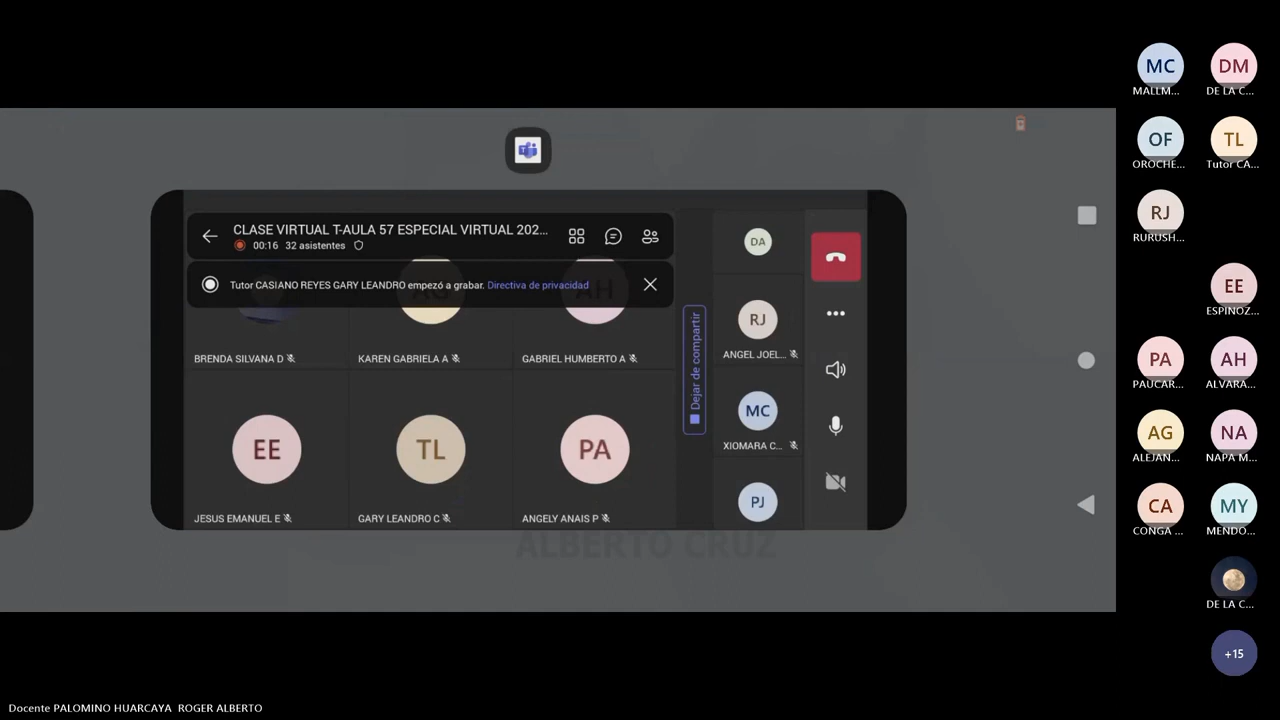 CLASE VIRTUAL T-AULA 57 ESPECIAL VIRTUAL 202...
00:16 32 asistentes
Tutor CASIANO REYES GARY LEANDRO empezó a grabar. Directiva de privacidad
AG
AH
BRENDA SILVANA D
KAREN GABRIELA A
GABRIEL HUMBERTO A
EE
TL
PA
JESUS EMANUEL E
GARY LEANDRO C
ANGELY ANAIS P
Dejar de compartir
DA
RJ
ANGEL JOEL...
MC
XIOMARA C...
PJ
ALBERTO CRUZ
MC
DM
MALLM...
DE LA C...
OF
TL
OROCHE...
Tutor CA...
RJ
RURUSH...
EE
ESPINOZ...
PA
AH
PAUCAR...
ALVARA...
AG
NA
ALEJAN...
NAPA M...
CA
MY
CONGA ...
MENDO...
DE LA C...
+15
Docente PALOMINO HUARCAYA ROGER ALBERTO